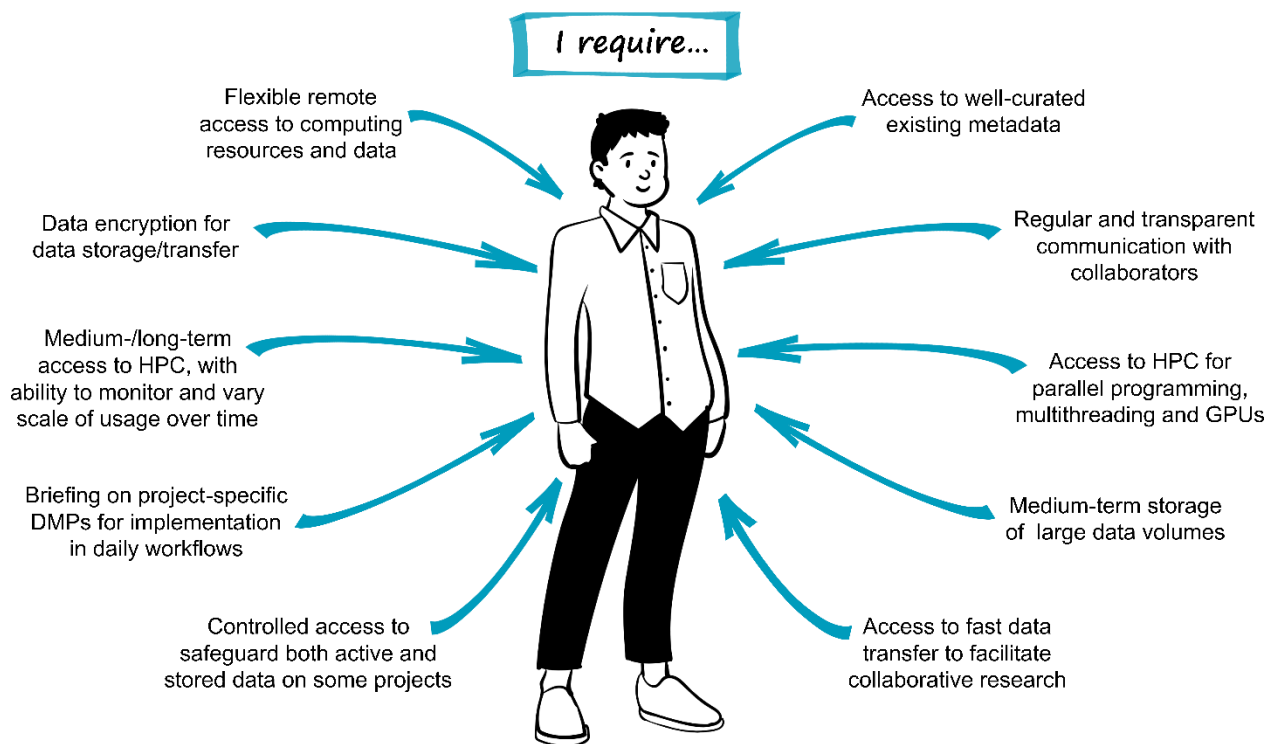 I require...
Flexible remote
access to computing
resources and data
Data encryption for
data storage/transfer
Medium-/long-term
access to HPC, with
ability to monitor and vary
scale of usage over time
Briefing on project-specific
DMPs for implementation
in daily workflows
Controlled access to
safeguard both active and
stored data on some projects
Access to well-curated
existing metadata
Regular and transparent
communication with
collaborators
Access to HPC for
parallel programming,
multithreading and GPUs
Medium-term storage
of large data volumes
Access to fast data
transfer to facilitate
collaborative research